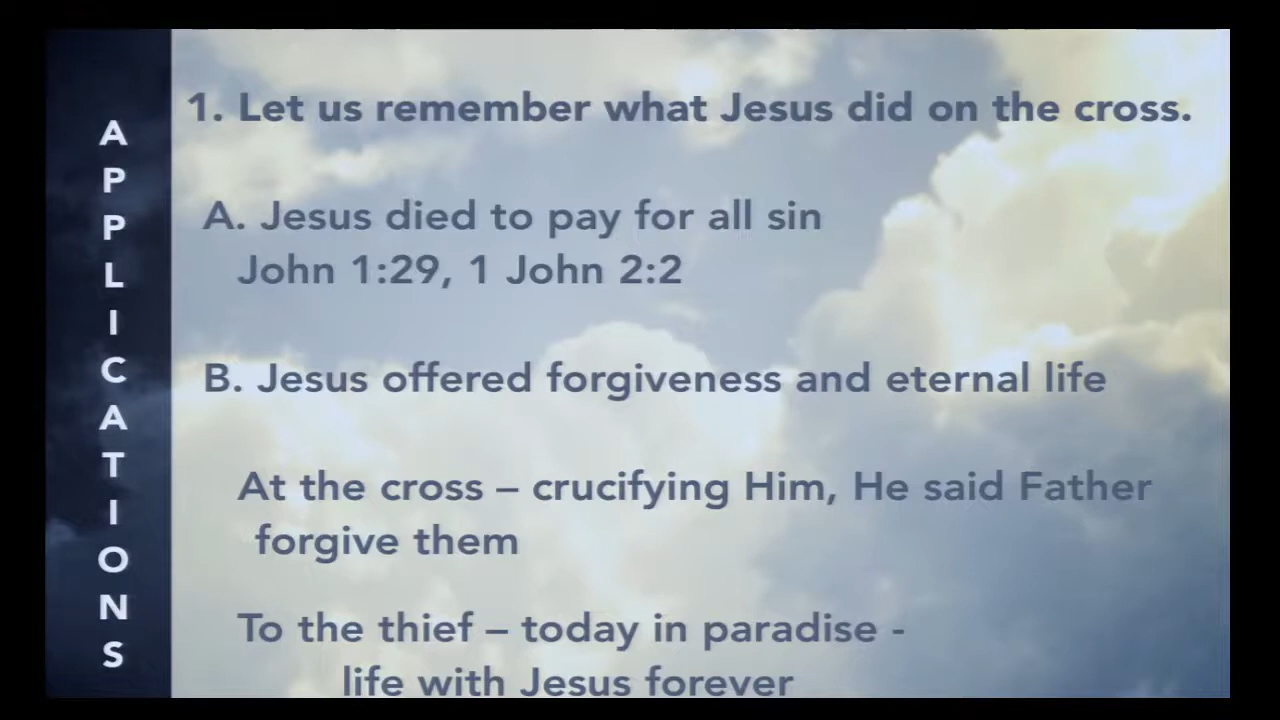 APPLICATIONS
1. Let us remember what Jesus did on the cross.
A. Jesus died to pay for all sin
John 1:29, 1 John 2:2
B. Jesus offered forgiveness and eternal life
At the cross – crucifying Him, He said Father
forgive them
To the thief – today in paradise -
life with Jesus forever